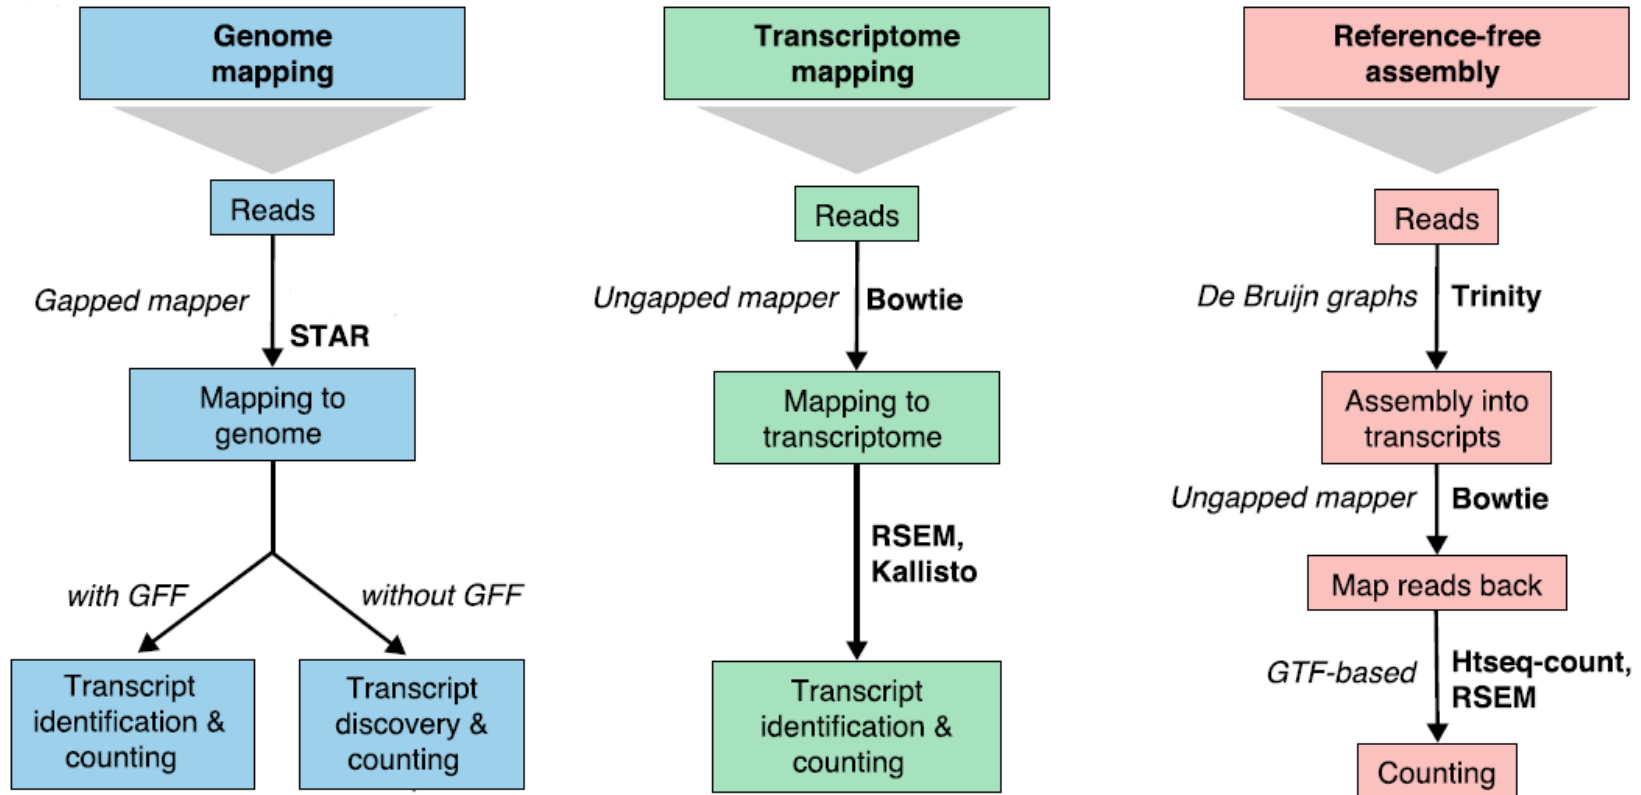 Genome
mapping
Reads
Gapped mapper
STAR
Mapping to
genome
with GFF
without GFF
Transcript
identification &
counting
Transcript
discovery &
counting
Transcriptome
mapping
Reads
Ungapped mapper
Bowtie
Mapping to
transcriptome
RSEM,
Kallisto
Transcript
identification &
counting
Reference-free
assembly
Reads
De Bruijn graphs
Trinity
Assembly into
transcripts
Ungapped mapper
Bowtie
Map reads back
GTF-based
Htseq-count,
RSEM
Counting